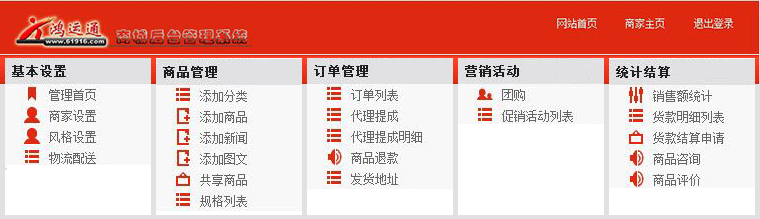 鸿运通
www.61916.com
商城后台管理系统
网站首页 商家主页 退出登录
基本设置
管理首页
商家设置
风格设置
物流配送
商品管理
添加分类
添加商品
添加新闻
添加图文
共享商品
规格列表
订单管理
订单列表
代理提成
代理提成明细
商品退款
发货地址
营销活动
团购
促销活动列表
统计结算
销售额统计
货款明细列表
货款结算申请
商品咨询
商品评价